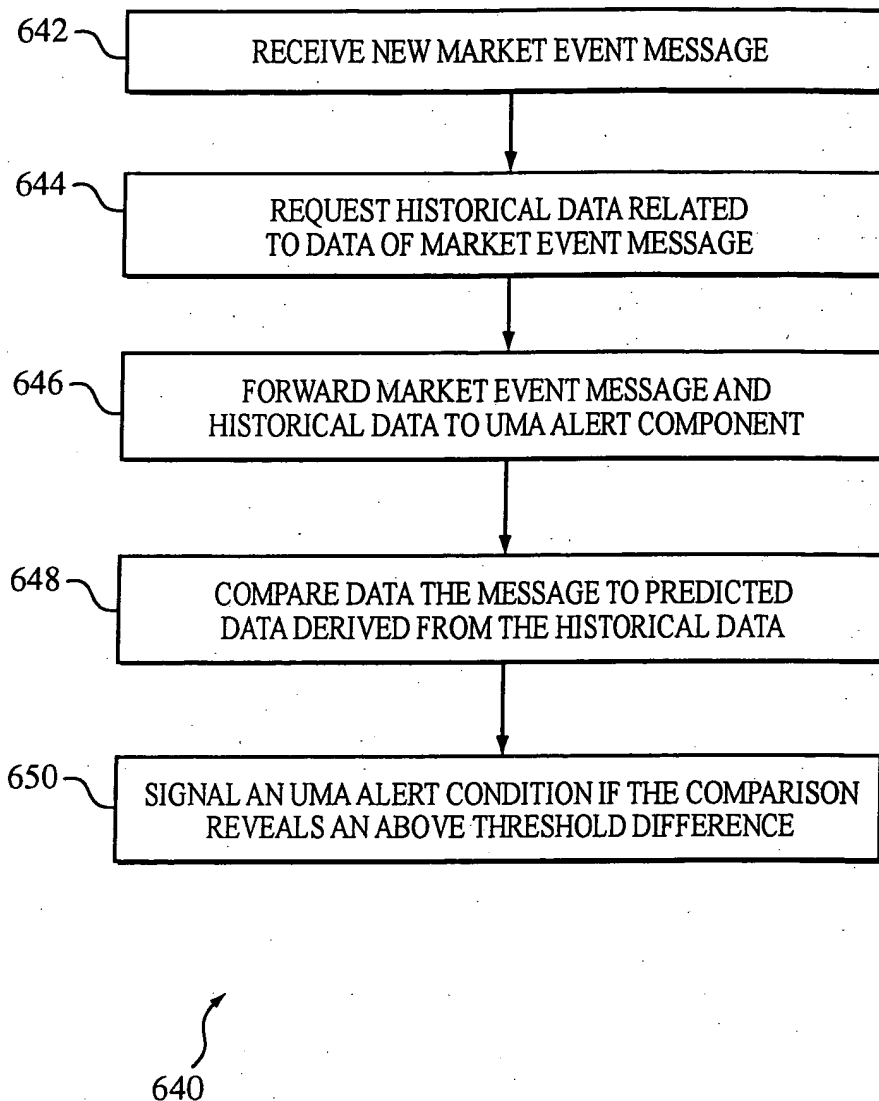 642
RECEIVE NEW MARKET EVENT MESSAGE
644
REQUEST HISTORICAL DATA RELATED
TO DATA OF MARKET EVENT MESSAGE
646
FORWARD MARKET EVENT MESSAGE AND
HISTORICAL DATA TO UMA ALERT COMPONENT
648
COMPARE DATA THE MESSAGE TO PREDICTED
DATA DERIVED FROM THE HISTORICAL DATA
650
SIGNAL AN UMA ALERT CONDITION IF THE COMPARISON
REVEALS AN ABOVE THRESHOLD DIFFERENCE
640